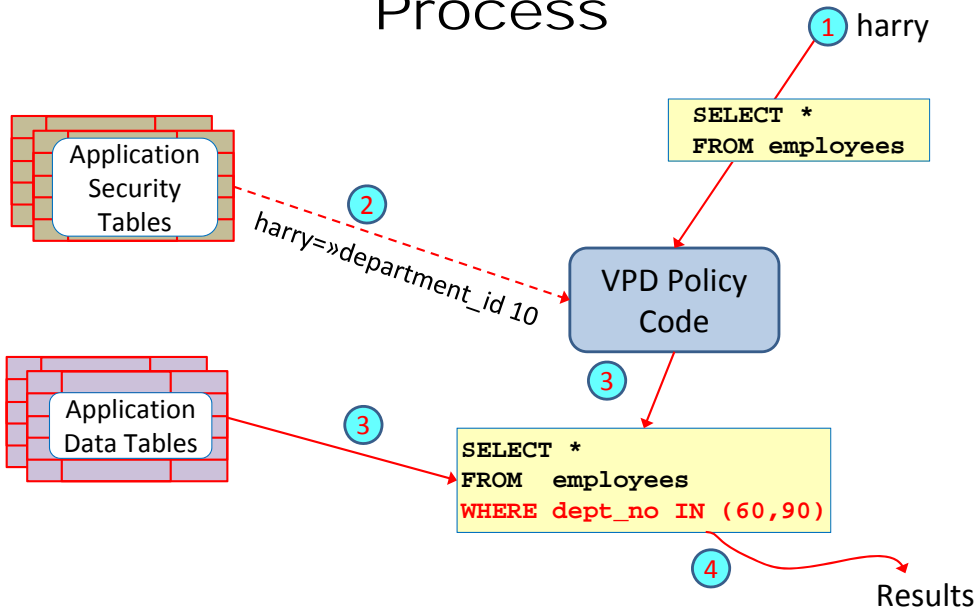 Process
1 harry
SELECT *
FROM employees
Application
Security
Tables
2
harry=»department_id 10
VPD Policy
Code
3
Application
Data Tables
3
SELECT *
FROM  employees
WHERE dept_no IN (60,90)
4
Results